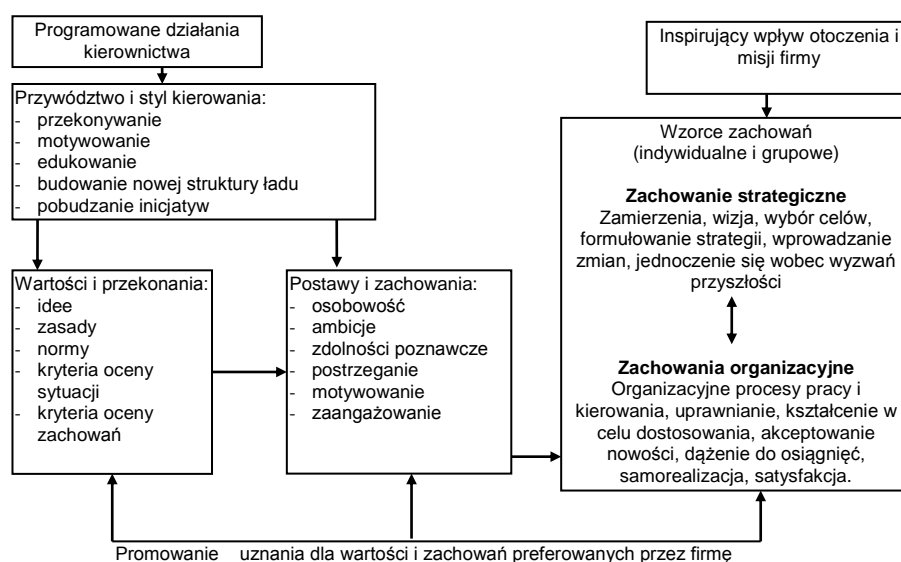 Programowane działania
kierownictwa
Inspirujący wpływ otoczenia i
misji firmy
Przywództwo i styl kierowania:
- przekonywanie
- motywowanie
- edukowanie
- budowanie nowej struktury ładu
- pobudzanie inicjatyw
Wzorce zachowań
(indywidualne i grupowe)
Zachowanie strategiczne
Zamierzenia, wizja, wybór celów,
formułowanie strategii, wprowadzanie
zmian, jednoczenie się wobec wyzwań
przyszłości
Wartości i przekonania:
- idee
- zasady
- normy
- kryteria oceny
sytuacji
- kryteria oceny
zachowań
Postawy i zachowania:
- osobowość
- ambicje
- zdolności poznawcze
- postrzeganie
- motywowanie
- zaangażowanie
Zachowania organizacyjne
Organizacyjne procesy pracy i
kierowania, uprawnianie, kształcenie w
celu dostosowania, akceptowanie
nowości, dążenie do osiągnięć,
samorealizacja, satysfakcja.
Promowanie uznania dla wartości i zachowań preferowanych przez firmę